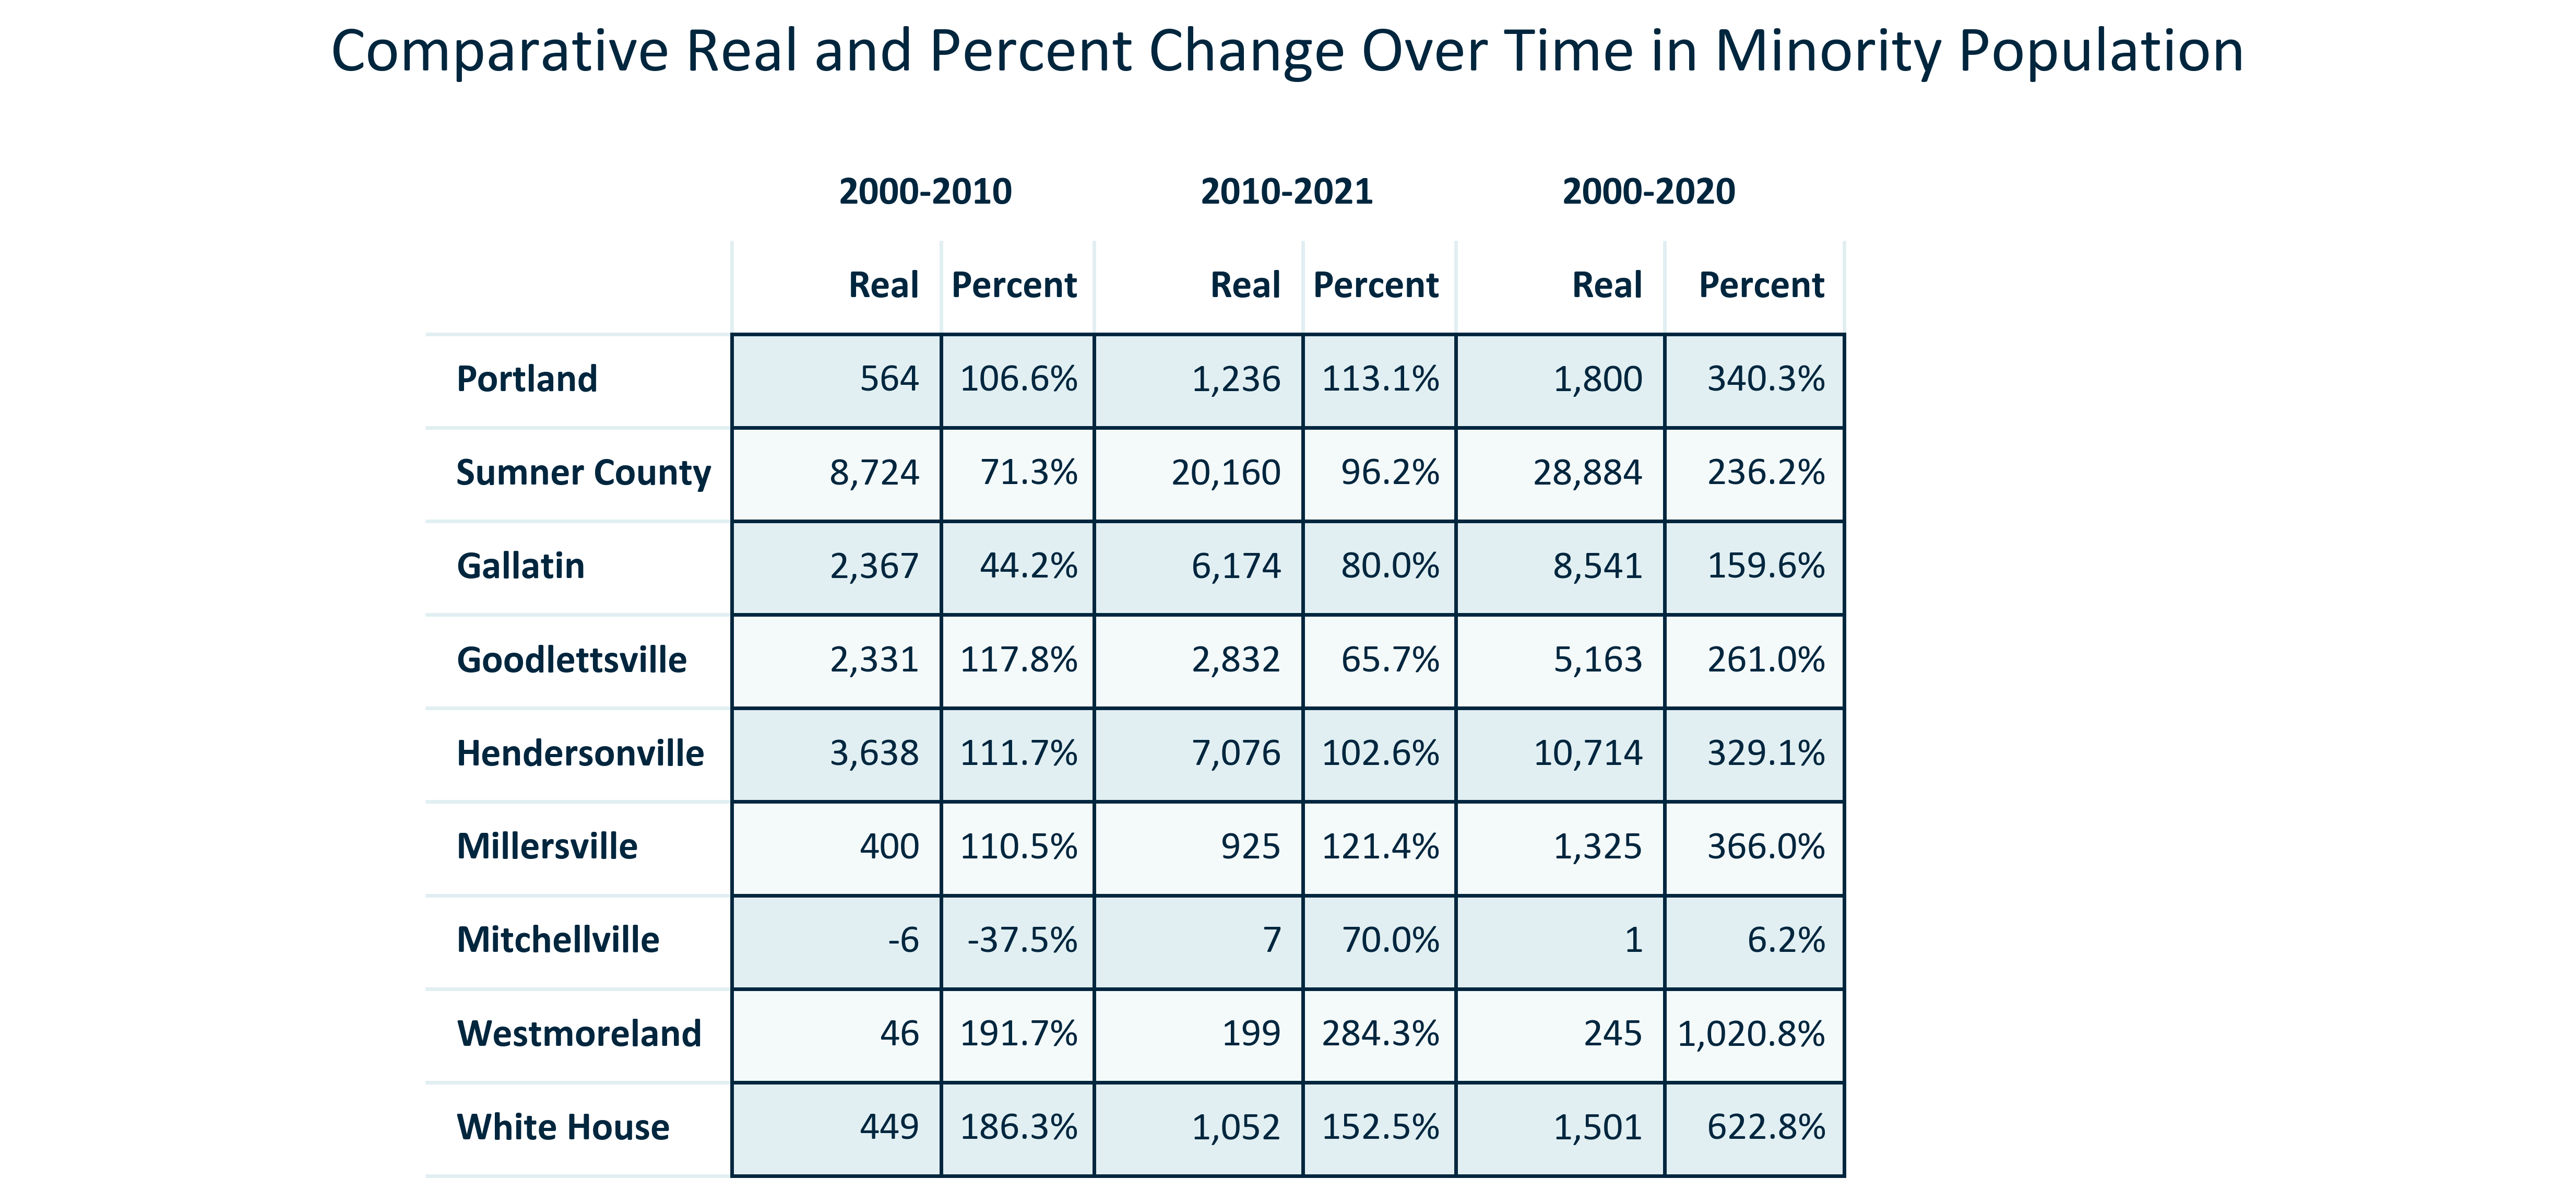 Comparative Real and Percent Change Over Time in Minority Population
2000-2010 2010-2021 2000-2020
Real Percent Real Percent Real Percent
Portland 564 106.6% 1,236 113.1% 1,800 340.3%
Sumner County 8,724 71.3% 20,160 96.2% 28,884 236.2%
Gallatin 2,367 44.2% 6,174 80.0% 8,541 159.6%
Goodlettsville 2,331 117.8% 2,832 65.7% 5,163 261.0%
Hendersonville 3,638 111.7% 7,076 102.6% 10,714 329.1%
Millersville 400 110.5% 925 121.4% 1,325 366.0%
Mitchellville -6 -37.5% 7 70.0% 1 6.2%
Westmoreland 46 191.7% 199 284.3% 245 1,020.8%
White House 449 186.3% 1,052 152.5% 1,501 622.8%